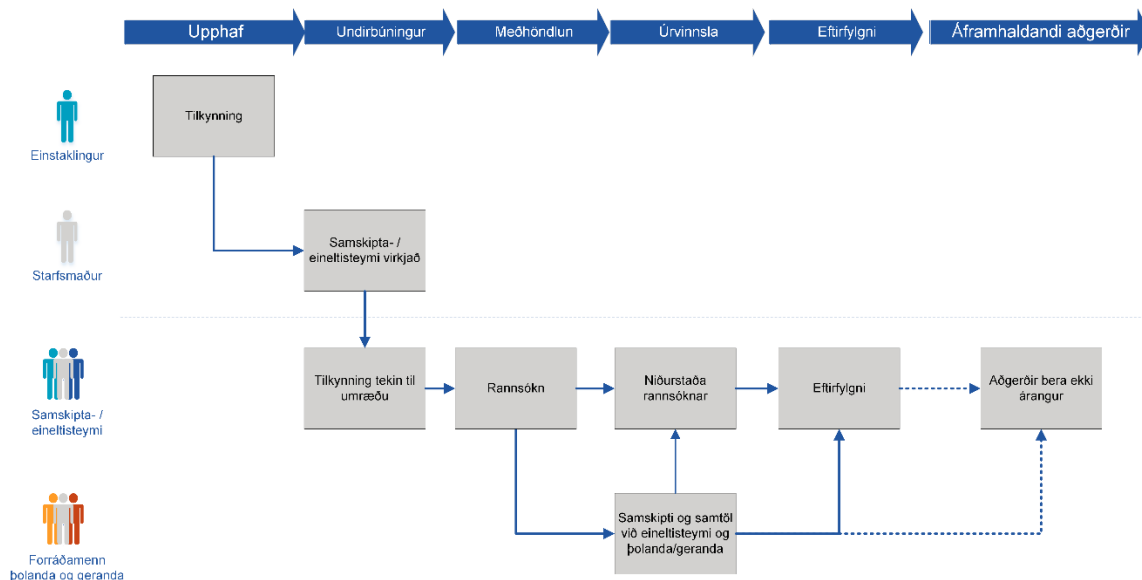 Upphaf
Undirbúningur
Meðhöndlun
Úrvinnsla
Eftirfylgni
Áframhaldandi aðgerðir
Tilkynning
Einstaklingur
Samskipta- /
eineltisteymi virkjað
Starfsmaður
Tilkynning tekin til
umræðu
Rannsókn
Niðurstaða
rannsóknar
Eftirfylgni
Aðgerðir bera ekki
árangur
Samskipta- /
eineltisteymi
Samskipti og samtöl
við eineltisteymi og
þolanda/geranda
Forráðamenn
þolanda og geranda